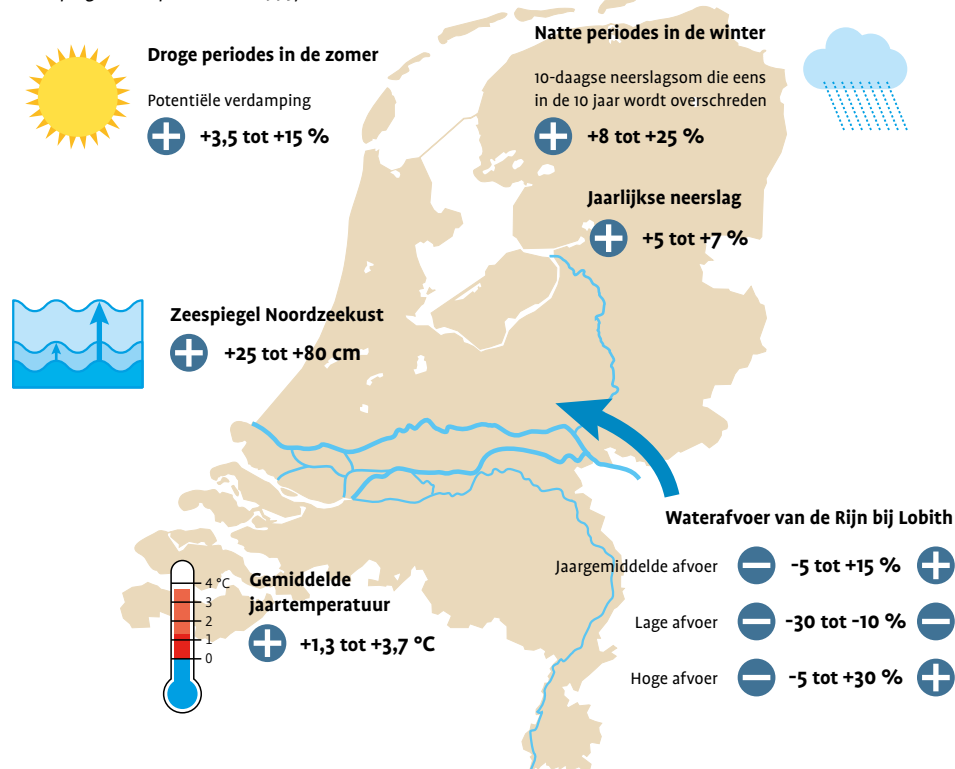 Droge periodes in de zomer
Potentiële verdamping
+3,5 tot +15 %
Natte periodes in de winter
10-daagse neerslagsom die eens
in de 10 jaar wordt overschreden
+8 tot +25 %
Jaarlijkse neerslag
+5 tot +7 %
Zeespiegel Noordzeekust
+25 tot +80 cm
Waterafvoer van de Rijn bij Lobith
Jaargemiddelde afvoer
-5 tot +15 %
Lage afvoer
-30 tot -10 %
Hoge afvoer
-5 tot +30 %
4 °C
3
2
1
0
Gemiddelde
jaartemperatuur
+1,3 tot +3,7 °C